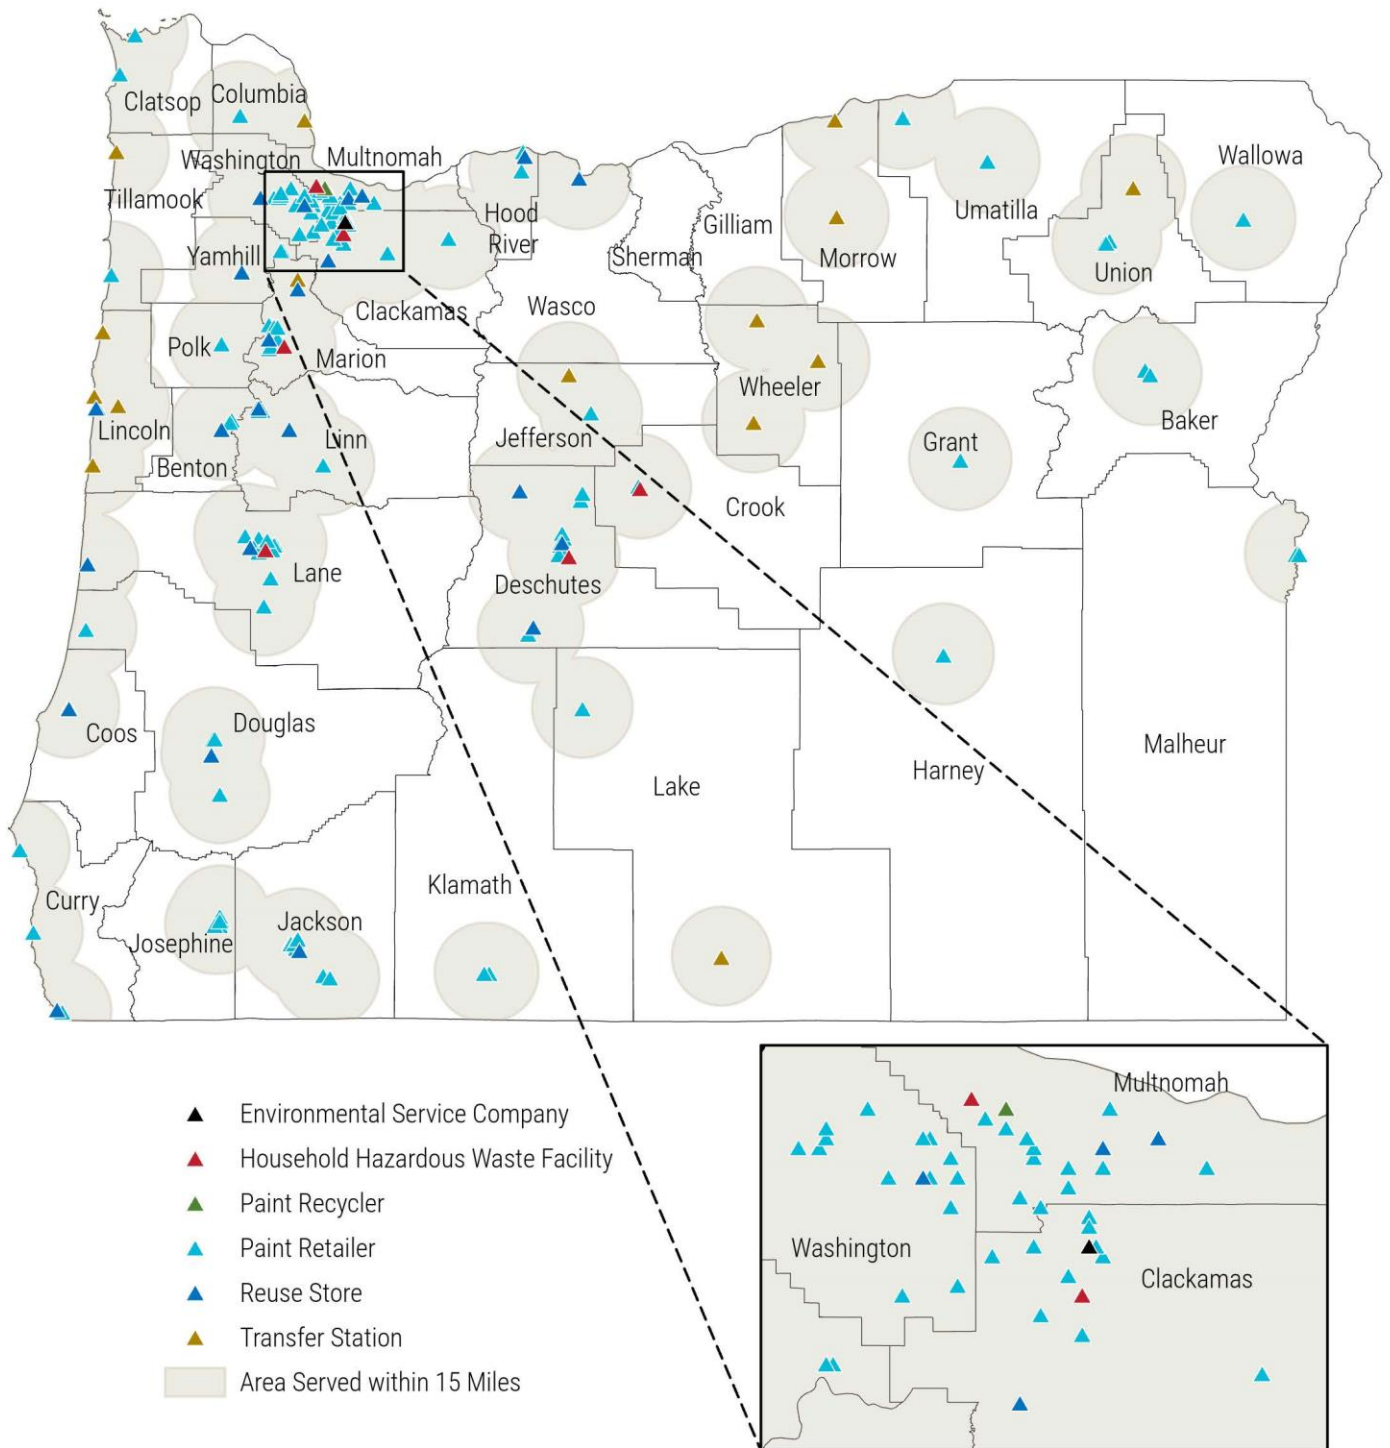 Clatsop
Columbia
Washington
Multnomah
Tillamook
Hood
River
Yamhill
Clackamas
Wasco
Sherman
Gilliam
Morrow
Umatilla
Union
Wallowa
Polk
Marion
Wheeler
Baker
Lincoln
Benton
Linn
Jefferson
Crook
Grant
Lane
Deschutes
Coos
Douglas
Lake
Harney
Malheur
Curry
Josephine
Jackson
Klamath
Environmental Service Company
Household Hazardous Waste Facility
Paint Recycler
Paint Retailer
Reuse Store
Transfer Station
Area Served within 15 Miles
Multnomah
Washington
Clackamas